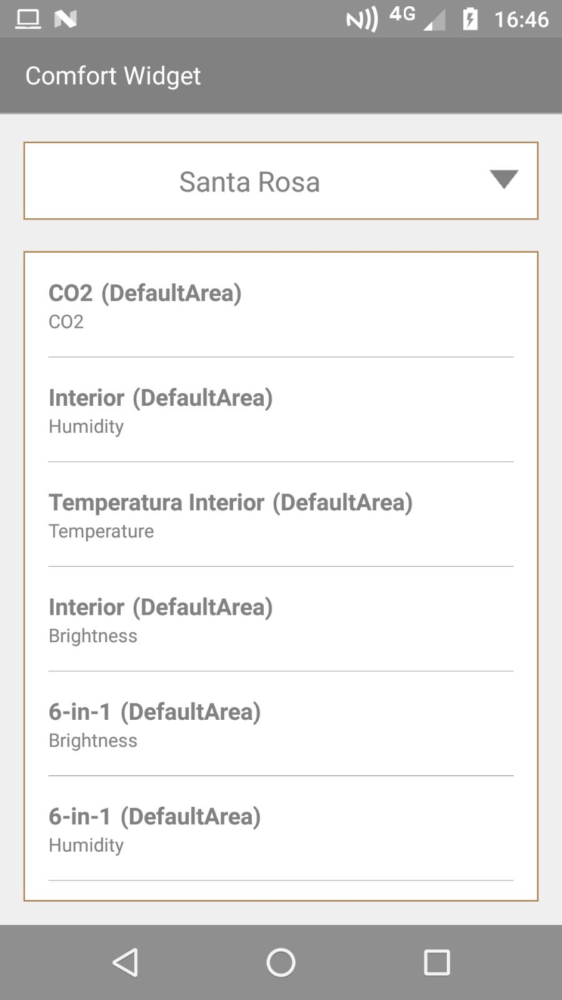 4G 16:46
Comfort Widget
Santa Rosa
CO2 (DefaultArea)
CO2
Interior (DefaultArea)
Humidity
Temperatura Interior (DefaultArea)
Temperature
Interior (DefaultArea)
Brightness
6-in-1 (DefaultArea)
Brightness
6-in-1 (DefaultArea)
Humidity